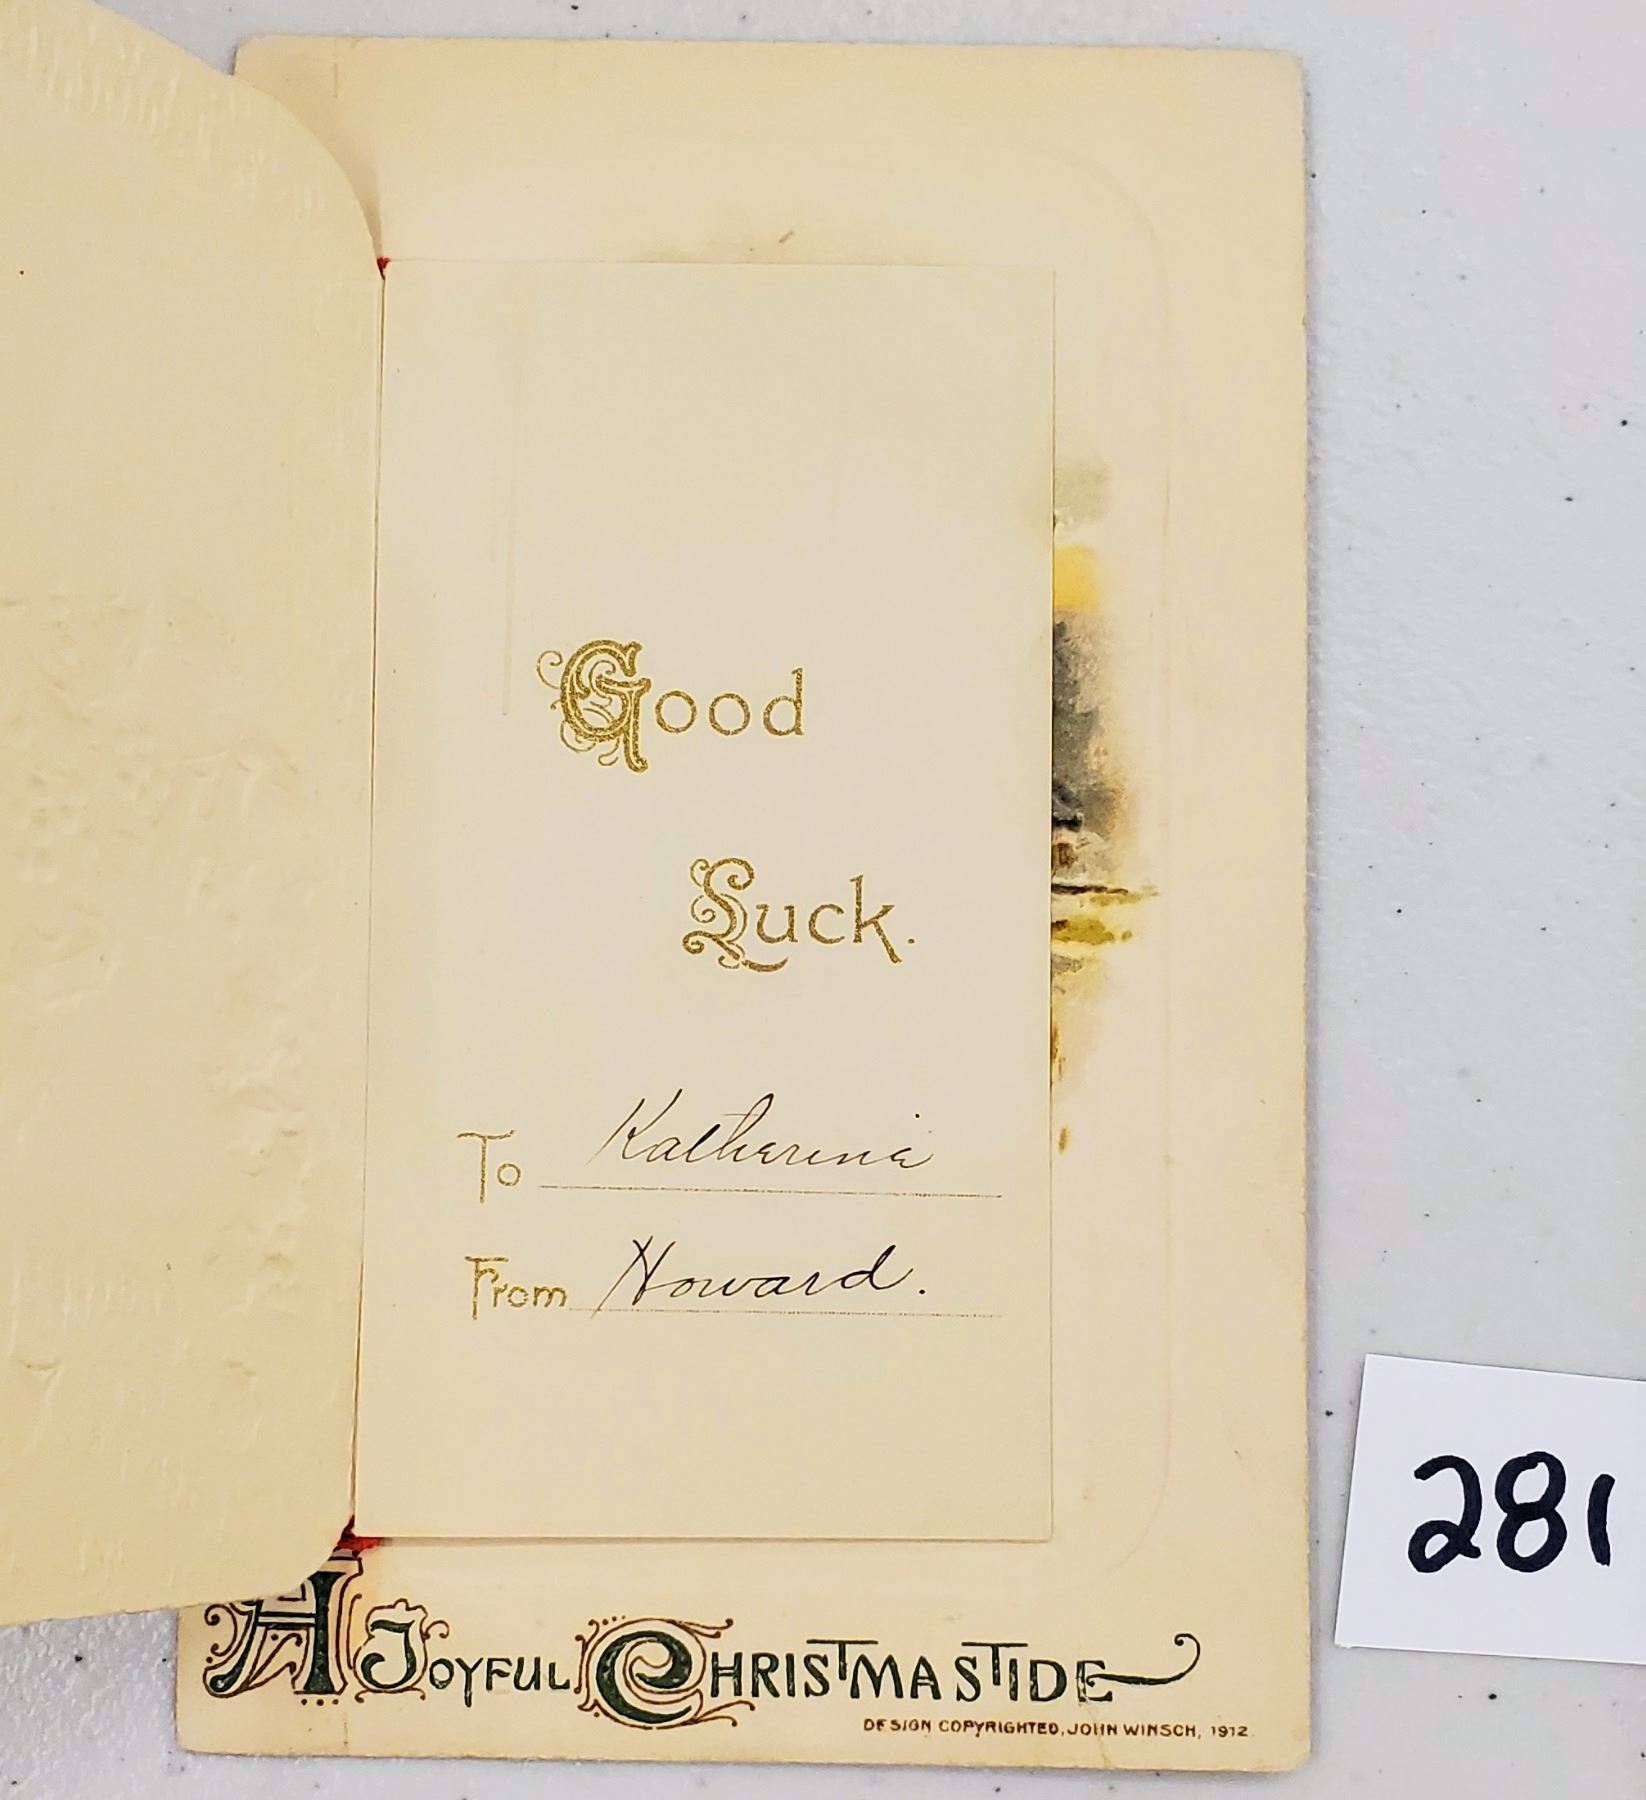 Good
Luck.
To Katherine
From Howard.
A JOYFUL CHRISTMASTIDE
DESIGN COPYRIGHTED, JOHN WINSCH, 1912.
281